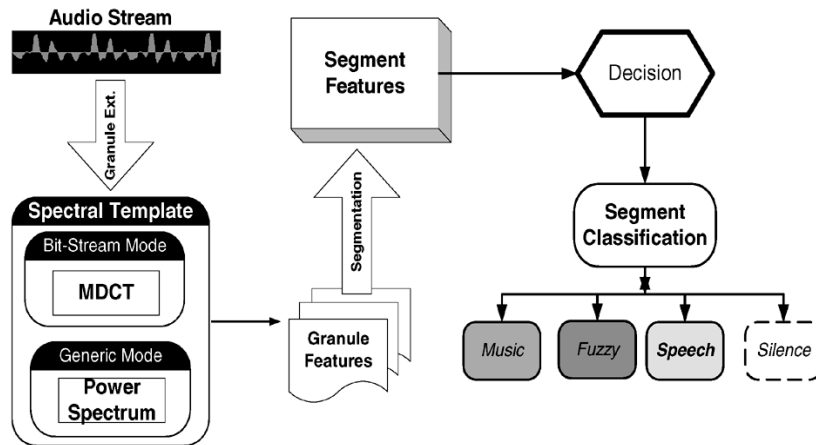 Audio Stream
Granule Ext.
Spectral Template
Bit-Stream Mode
MDCT
Generic Mode
Power
Spectrum
Granule
Features
Segmentation
Segment
Features
Decision
Segment
Classification
Music
Fuzzy
Speech
Silence